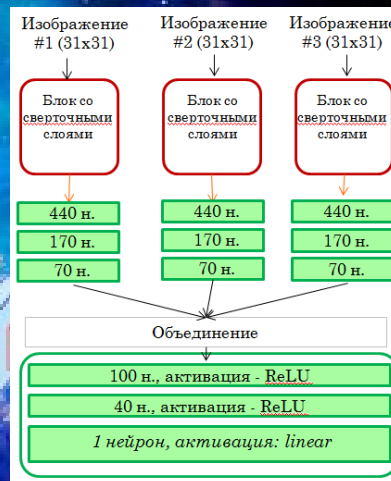 Изображение
#1 (31x31)
Изображение
#2 (31x31)
Изображение
#3 (31x31)
Блок со
сверточными
слоями
Блок со
сверточными
слоями
Блок со
сверточными
слоями
440 н.
170 н.
70 н.
440 н.
170 н.
70 н.
440 н.
170 н.
70 н.
Объединение
100 н., активация - ReLU
40 н., активация - ReLU
1 нейрон, активация: linear